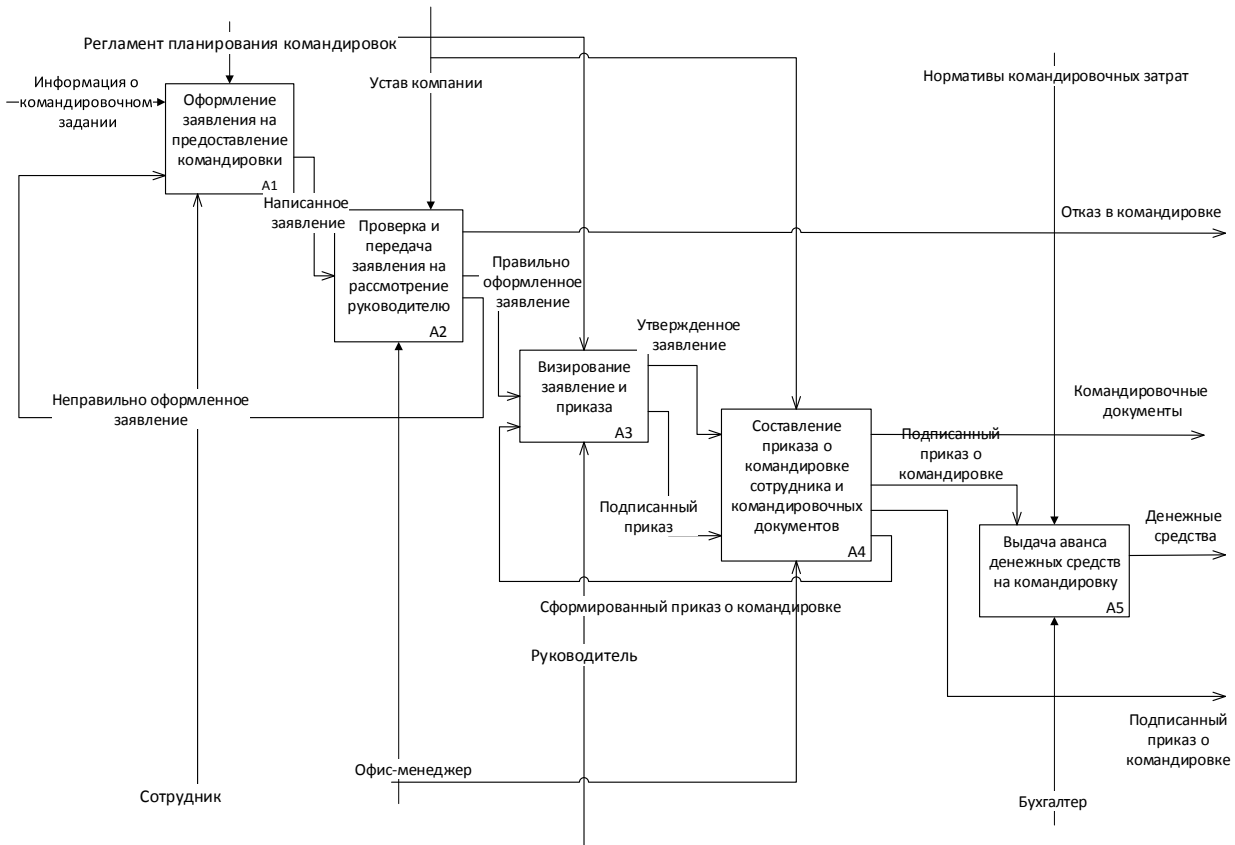 Регламент планирования командировок
Устав компании
Нормативы командировочных затрат
Информация о
командировочном
задании
Оформление
заявления на
предоставление
командировки
A1
Написанное
заявление
Проверка и
передача
заявления на
рассмотрение
руководителю
A2
Отказ в командировке
Правильно
оформленное
заявление
Неправильно оформленное
заявление
Утвержденное
заявление
Визирование
заявление и
приказа
A3
Подписанный
приказ
Составление
приказа о
командировке
сотрудника и
командировочных
документов
A4
Командировочные
документы
Подписанный
приказ о
командировке
Выдача аванса
денежных средств
на командировку
A5
Денежные
средства
Сформированный приказ о командировке
Руководитель
Подписанный
приказ о
командировке
Офис-менеджер
Сотрудник
Бухгалтер